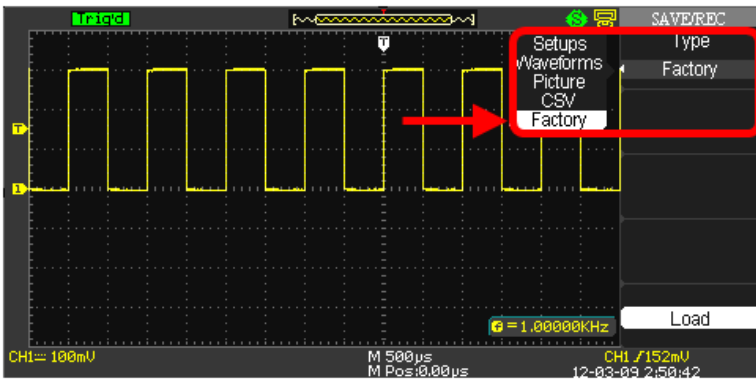 Trig'd
SAVE/REC
T
Setups
Waveforms
Picture
CSV
Factory
Type
Factory
T
1
f = 1.00000KHz
Load
CH1 100mV
M 500µs
CH1 152mV
M Pos:0.00µs
12-03-09 2:50:42